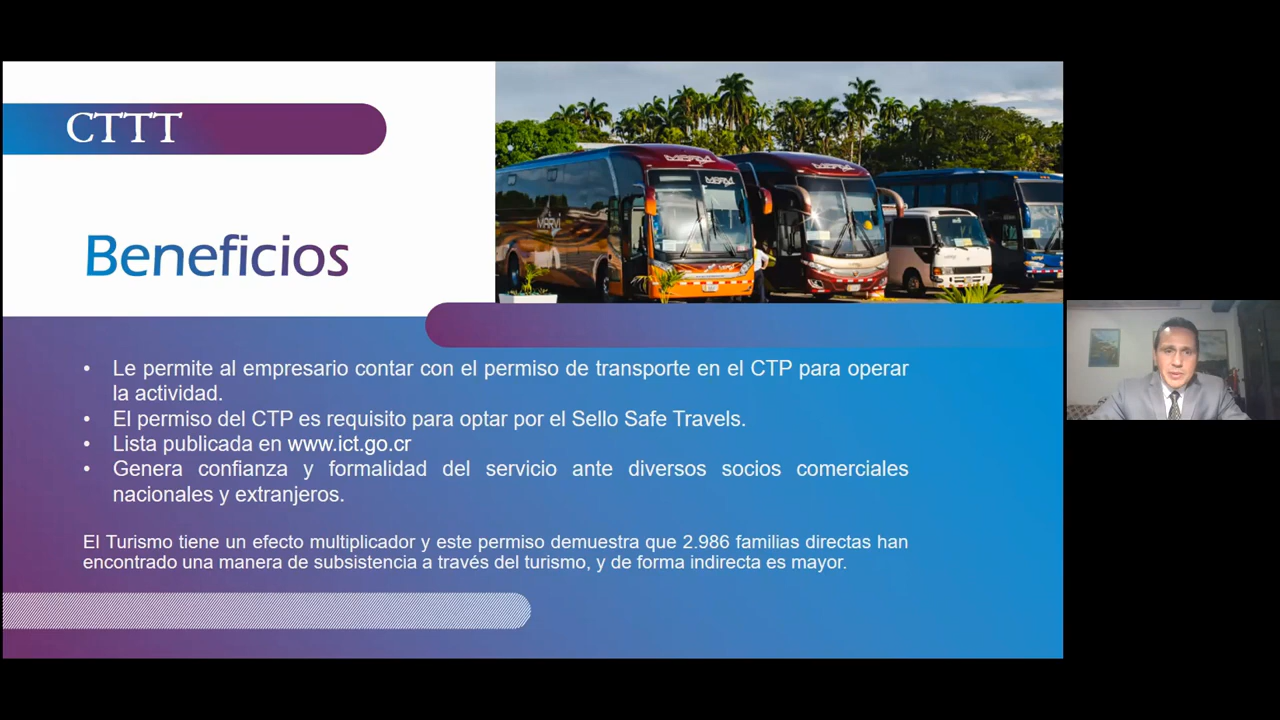 CTTT
Beneficios
MARVI
• Le permite al empresario contar con el permiso de transporte en el CTP para operar
la actividad.
• El permiso del CTP es requisito para optar por el Sello Safe Travels.
• Lista publicada en www.ict.go.cr
• Genera confianza y formalidad del servicio ante diversos socios comerciales
nacionales y extranjeros.
El Turismo tiene un efecto multiplicador y este permiso demuestra que 2.986 familias directas han
encontrado una manera de subsistencia a través del turismo, y de forma indirecta es mayor.